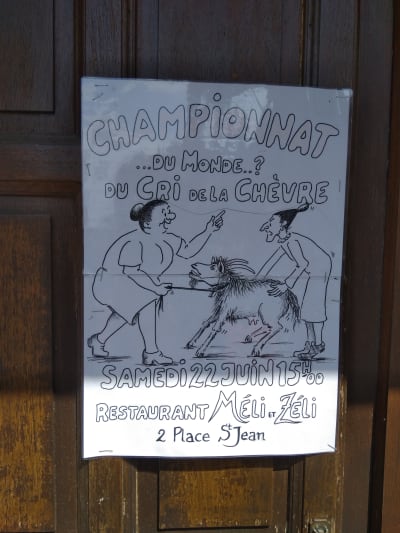 CHAMPIONNAT
...DU MONDE..?
DU CRI DE LA CHÈVRE
SAMEDI 22 JUIN 15H00
RESTAURANT MÉLI ET ZÉLI
2 Place St Jean